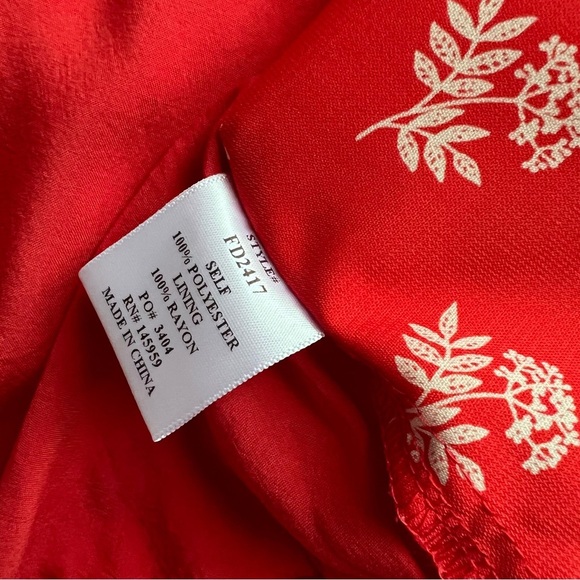 STYLE#
FD2417
SELF
100% POLYESTER
LINING
100% RAYON
PO# 3404
RN# 145959
MADE IN CHINA